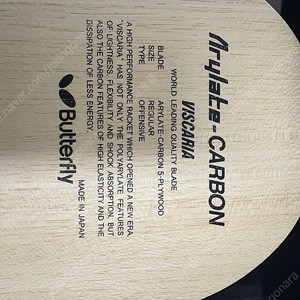 Arylate-CARBON
VISCARIA
WORLD LEADING QUALITY BLADE
BLADE ARYLATE-CARBON 5-PLYWOOD
SIZE REGULAR
TYPE OFFENSIVE
A HIGH PERFORMANCE RACKET WHICH OPENED A NEW ERA.
"VISCARIA" HAS NOT ONLY THE POLYARYLATE FEATURES
OF LIGHTNESS, FLEXIBILITY AND SHOCK ABSORPTION, BUT
ALSO THE CARBON FEATURES OF HIGH ELASTICITY AND THE
DISSIPATION OF LESS ENERGY.
Butterfly
MADE IN JAPAN